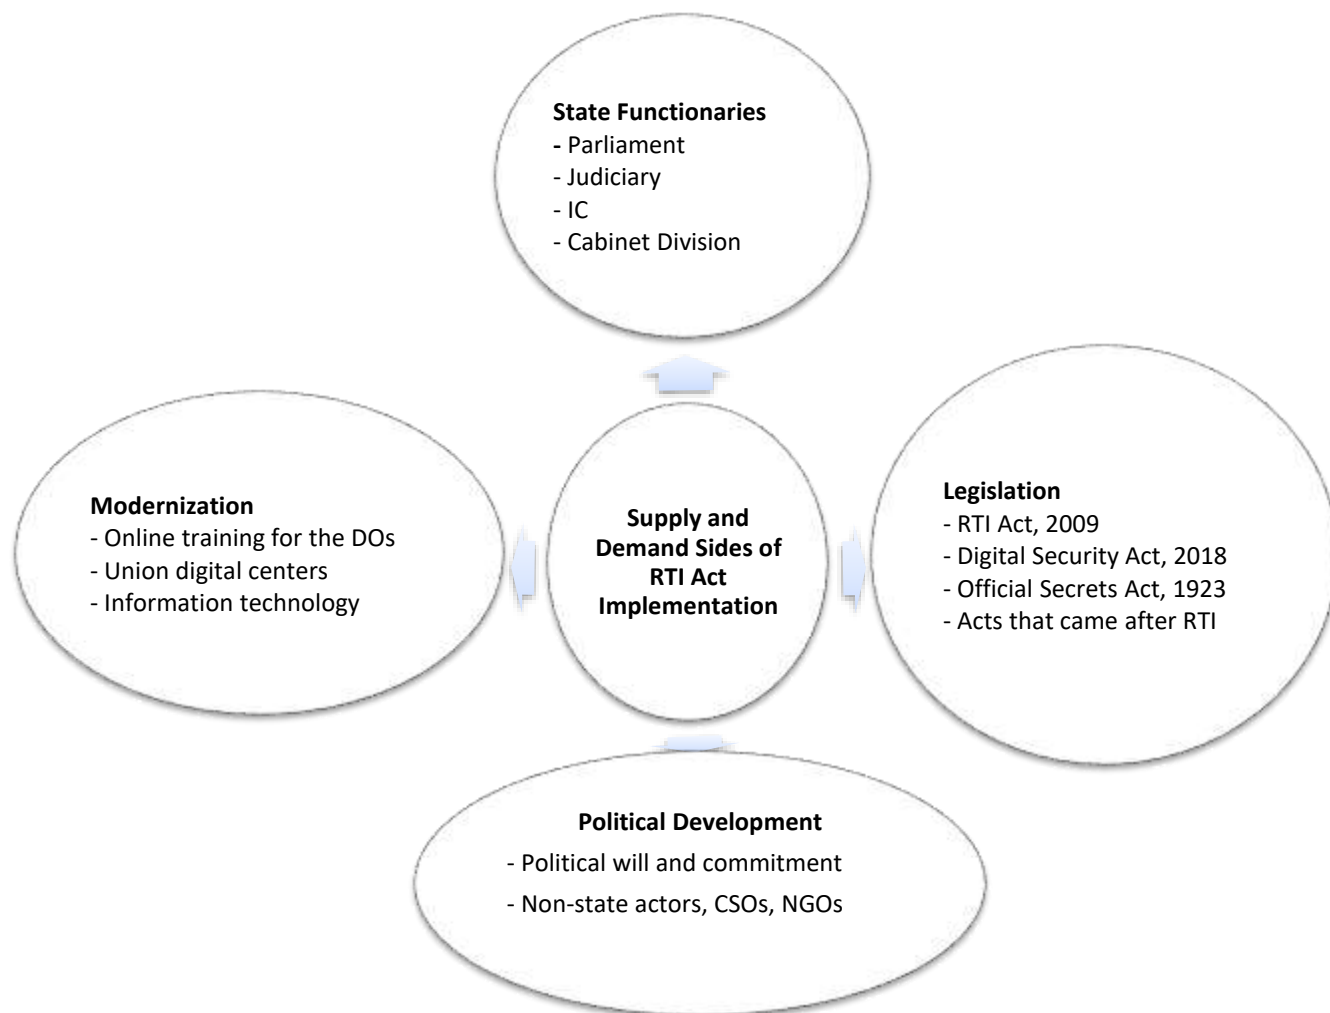 State Functionaries
- Parliament
- Judiciary
- IC
- Cabinet Division
Modernization
- Online training for the DOs
- Union digital centers
- Information technology
Supply and
Demand Sides of
RTI Act
Implementation
Legislation
- RTI Act, 2009
- Digital Security Act, 2018
- Official Secrets Act, 1923
- Acts that came after RTI
Political Development
- Political will and commitment
- Non-state actors, CSOs, NGOs